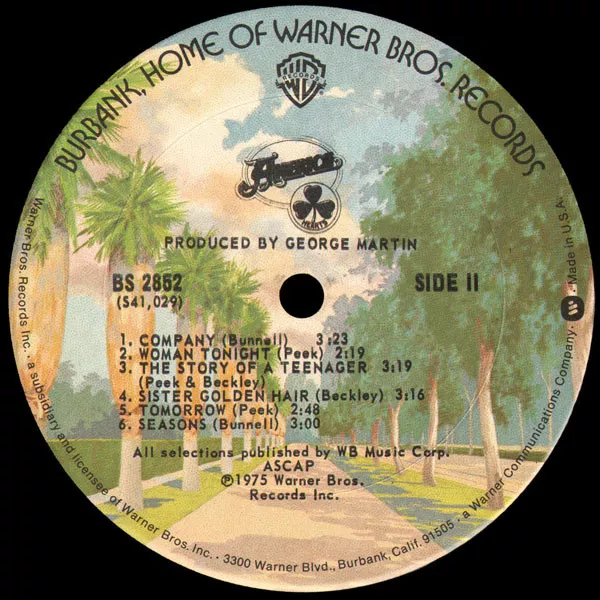 BURBANK, HOME OF WARNER BROS. RECORDS
RECORDS
AMERICA
HEARTS
PRODUCED BY GEORGE MARTIN
BS 2852
(S41,029)
SIDE II
1. COMPANY (Bunnell) 3:23
2. WOMAN TONIGHT (Peek) 2:19
3. THE STORY OF A TEENAGER 3:19
(Peek & Beckley)
4. SISTER GOLDEN HAIR (Beckley) 3:16
5. TOMORROW (Peek) 2:48
6. SEASONS (Bunnell) 3:00
All selections published by WB Music Corp.
ASCAP
Ⓟ1975 Warner Bros.
Records Inc.
Warner Bros. Records Inc. · a subsidiary and licensee of Warner Bros. Inc. · 3300 Warner Blvd., Burbank, Calif. 91505 · a Warner Communications Company · Made in U.S.A.